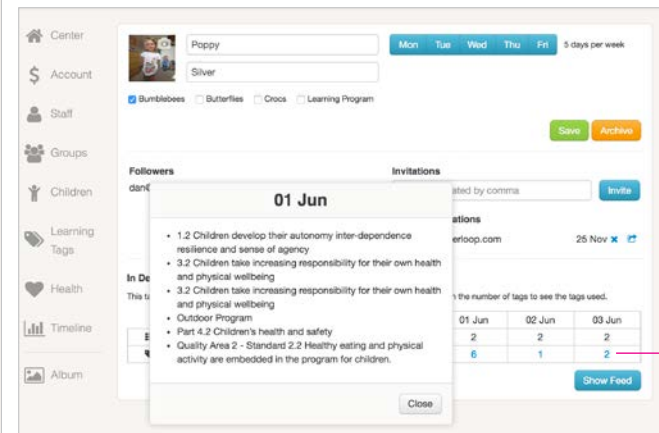 Center
Account
Staff
Groups
Children
Learning
Tags
Health
Timeline
Album
Poppy
Silver
Mon Tue Wed Thu Fri 5 days per week
Bumblebees Butterflies Crocs Learning Program
Save Archive
Followers
Invitations
ated by comma Invite
ations
erloop.com 25 Nov
01 Jun
• 1.2 Children develop their autonomy inter-dependence
resilience and sense of agency
• 3.2 Children take increasing responsibility for their own health
and physical wellbeing
• 3.2 Children take increasing responsibility for their own health
and physical wellbeing
• Outdoor Program
• Part 4.2 Children's health and safety
• Quality Area 2 - Standard 2.2 Healthy eating and physical
activity are embedded in the program for children.
Close
In De
This ta
the number of tags to see the tags used.
01 Jun 02 Jun 03 Jun
2 2 2
6 1 2
Show Feed